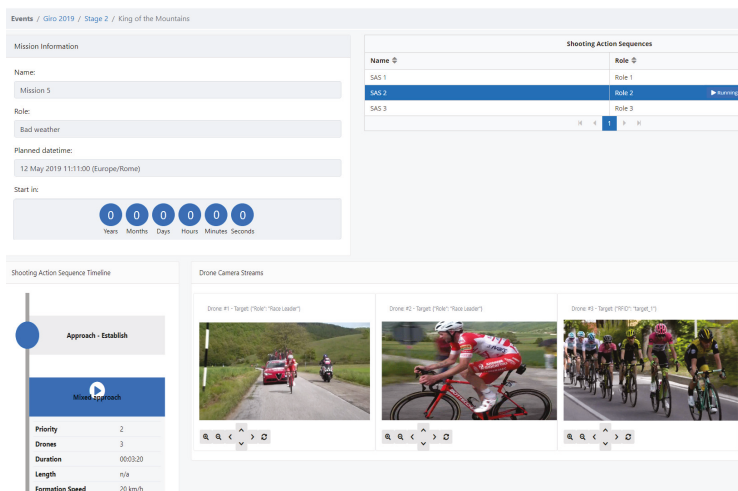 Events / Giro 2019 / Stage 2 / King of the Mountains
Mission Information
Name:
Mission 5
Role:
Bad weather
Planned datetime:
12 May 2019 11:11:00 (Europe/Rome)
Start in:
0 0 0 0 0 0
Years Months Days Hours Minutes Seconds
Shooting Action Sequences
Name Role
SAS 1 Role 1
SAS 2 Role 2 Running
SAS 3 Role 3
1
Shooting Action Sequence Timeline
Approach - Establish
Mixed approach
Priority 2
Drones 3
Duration 00:03:20
Length n/a
Formation Speed 20 km/h
Drone Camera Streams
Drone #1 - Target: {"Role": "Race Leader"}
Drone #2 - Target: {"Role": "Race Leader"}
Drone #3 - Target: {"RFID": "target_1"}